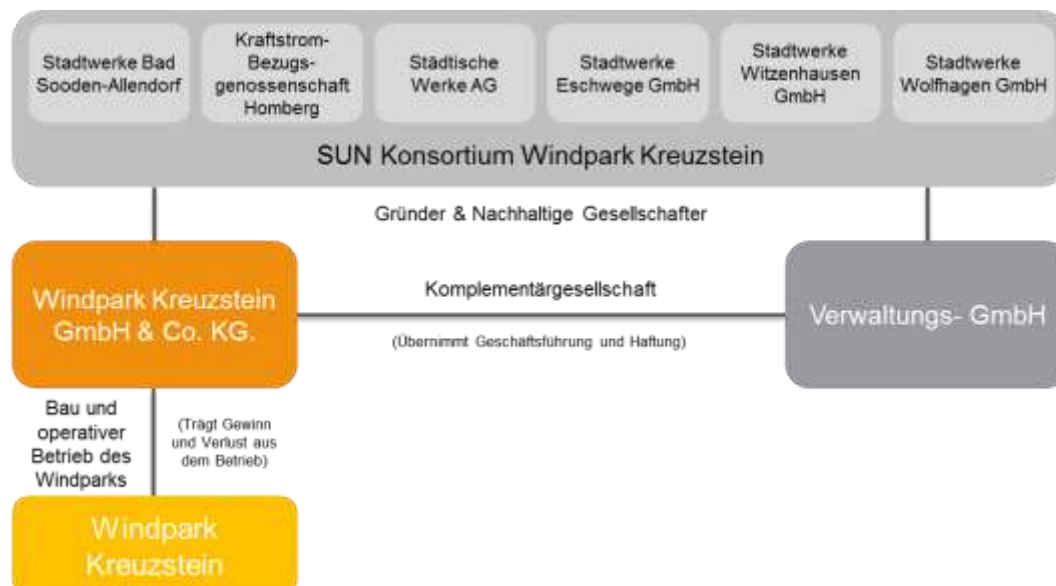 Stadtwerke Bad
Sooden-Allendorf
Kraftstrom-
Bezugs-
genossenschaft
Homberg
Städtische
Werke AG
Stadtwerke
Eschwege GmbH
Stadtwerke
Witzenhausen
GmbH
Stadtwerke
Wolfhagen GmbH
SUN Konsortium Windpark Kreuzstein
Gründer & Nachhaltige Gesellschafter
Windpark Kreuzstein
GmbH & Co. KG.
Komplementärgesellschaft
(Übernimmt Geschäftsführung und Haftung)
Verwaltungs- GmbH
Bau und
operativer
Betrieb des
Windparks
(Trägt Gewinn
und Verlust aus
dem Betrieb)
Windpark
Kreuzstein